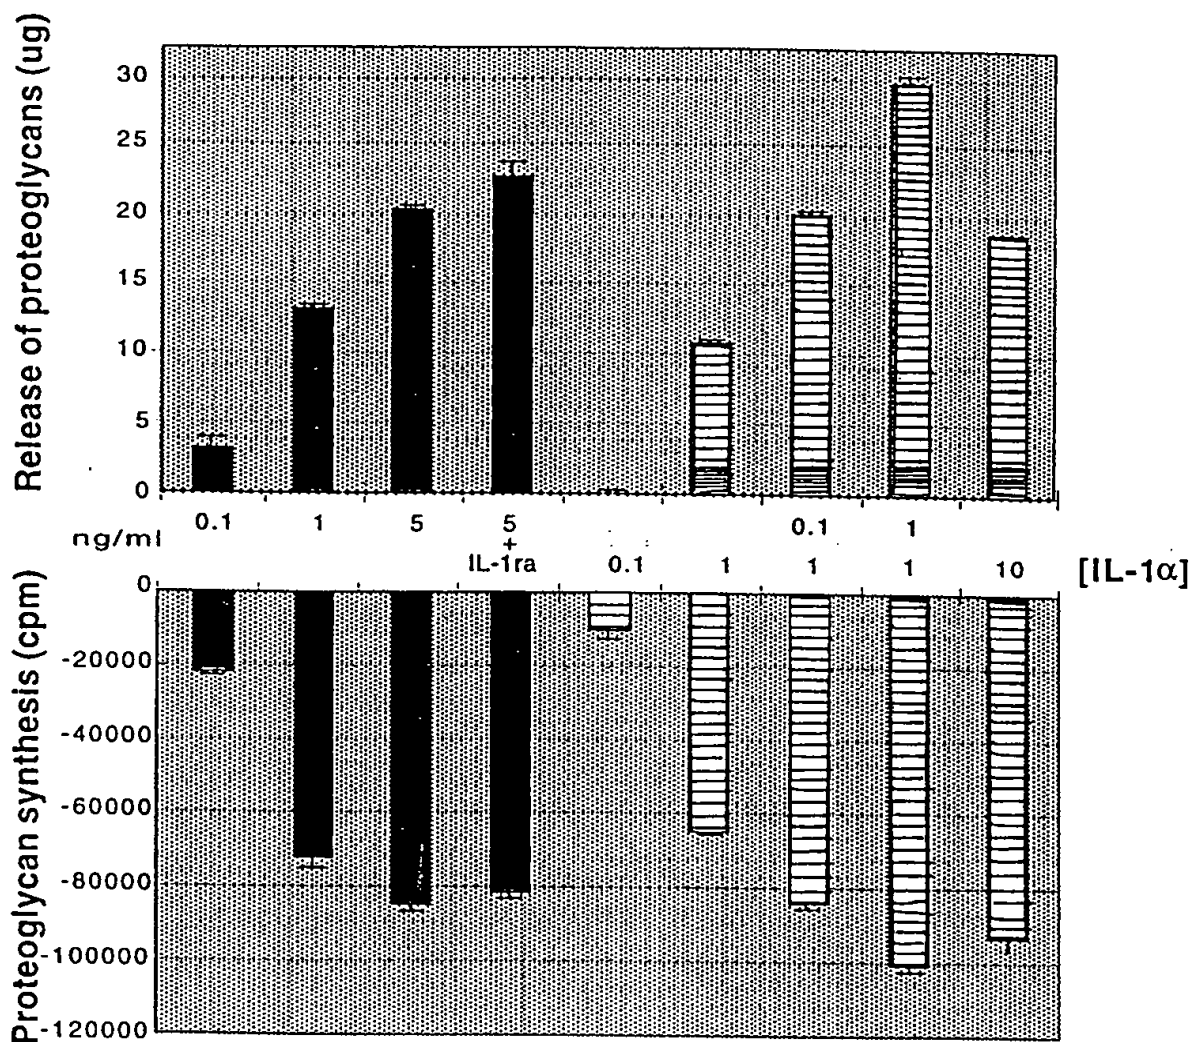 Release of proteoglycans (ug)
30
25
20
15
10
5
0
0.1 1 5 5 0.1 1
ng/ml +
IL-1ra 0.1 1 1 1 10 [IL-1α]
Proteoglycan synthesis (cpm)
0
-20000
-40000
-60000
-80000
-100000
-120000